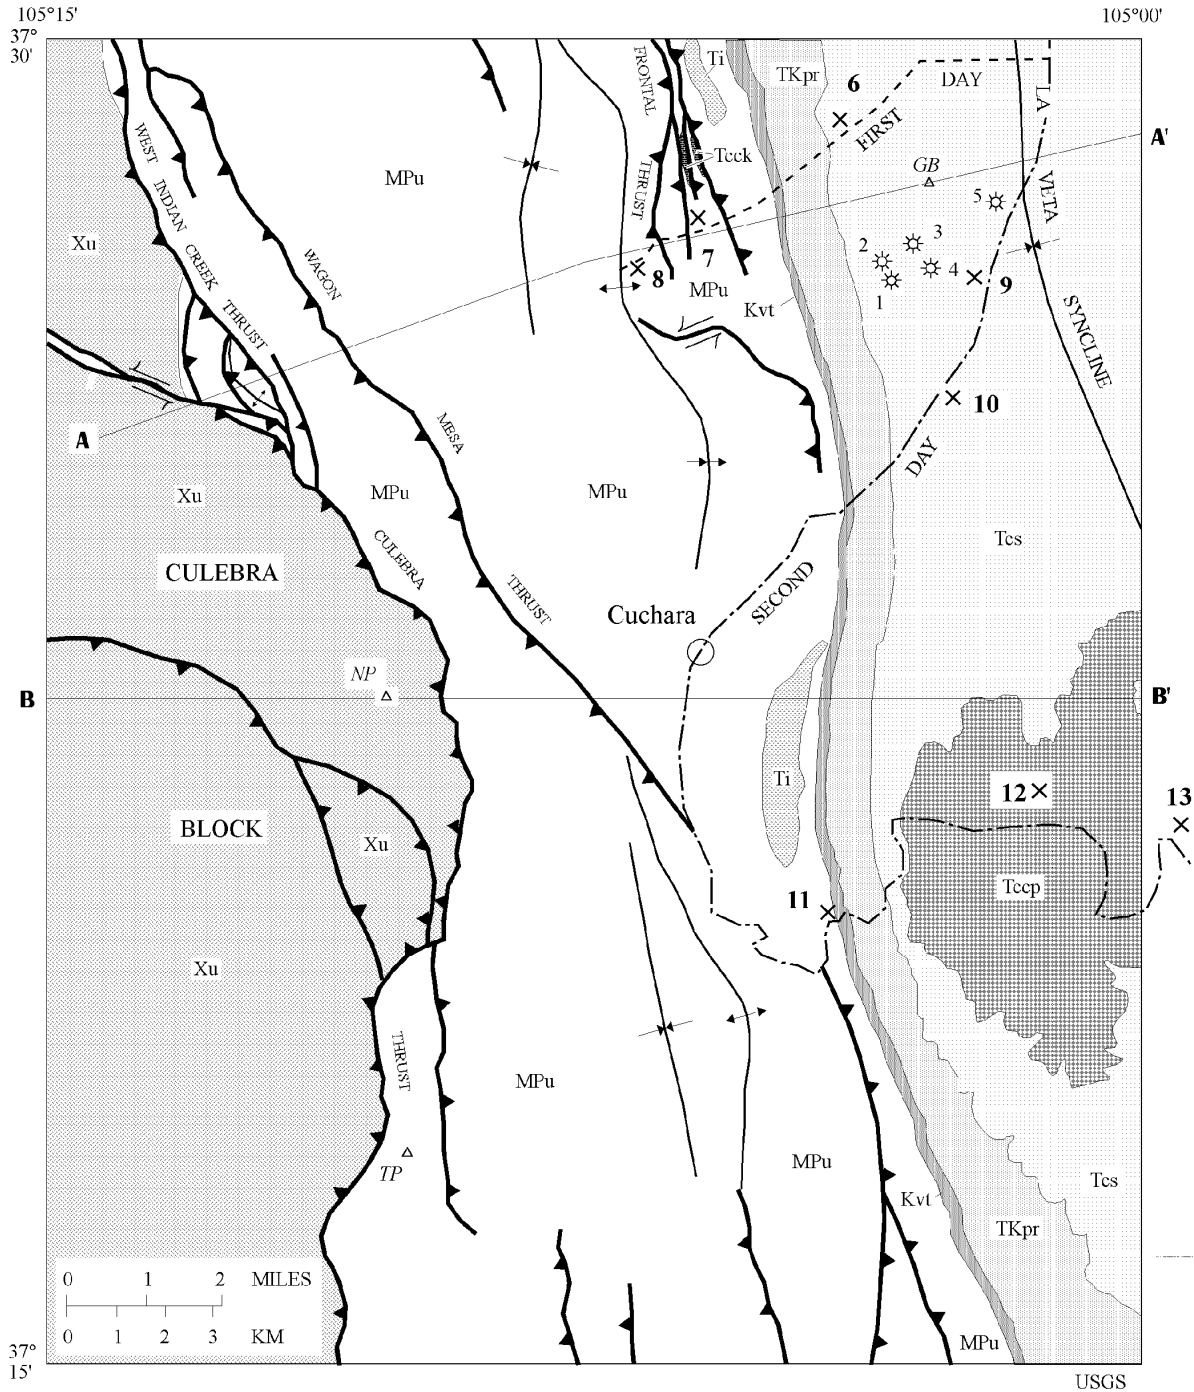 105°15'
105°00'
37°
30'
Ti
TKpr
6
DAY
LA
FRONTAL
FIRST
A'
WEST
MPu
Tcck
GB
INDIAN
THRUST
VETA
5
Xu
CREEK
WAGON
7
2
3
8
4
9
MPu
1
THRUST
Kvt
SYNCLINE
A
MESA
10
DAY
Xu
MPu
MPu
CULEBRA
Tcs
CULEBRA
THRUST
SECOND
Cuchara
NP
B
B'
Ti
12
13
BLOCK
Xu
Tccp
11
Xu
THRUST
MPu
TP
MPu
Tcs
Kvt
TKpr
0 1 2 MILES
0 1 2 3 KM
MPu
37°
15'
USGS